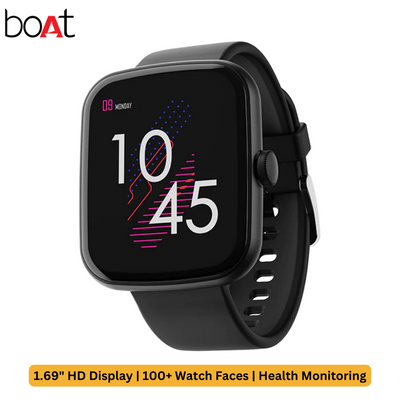 boAt
09 MONDAY
10
45
1.69" HD Display | 100+ Watch Faces | Health Monitoring